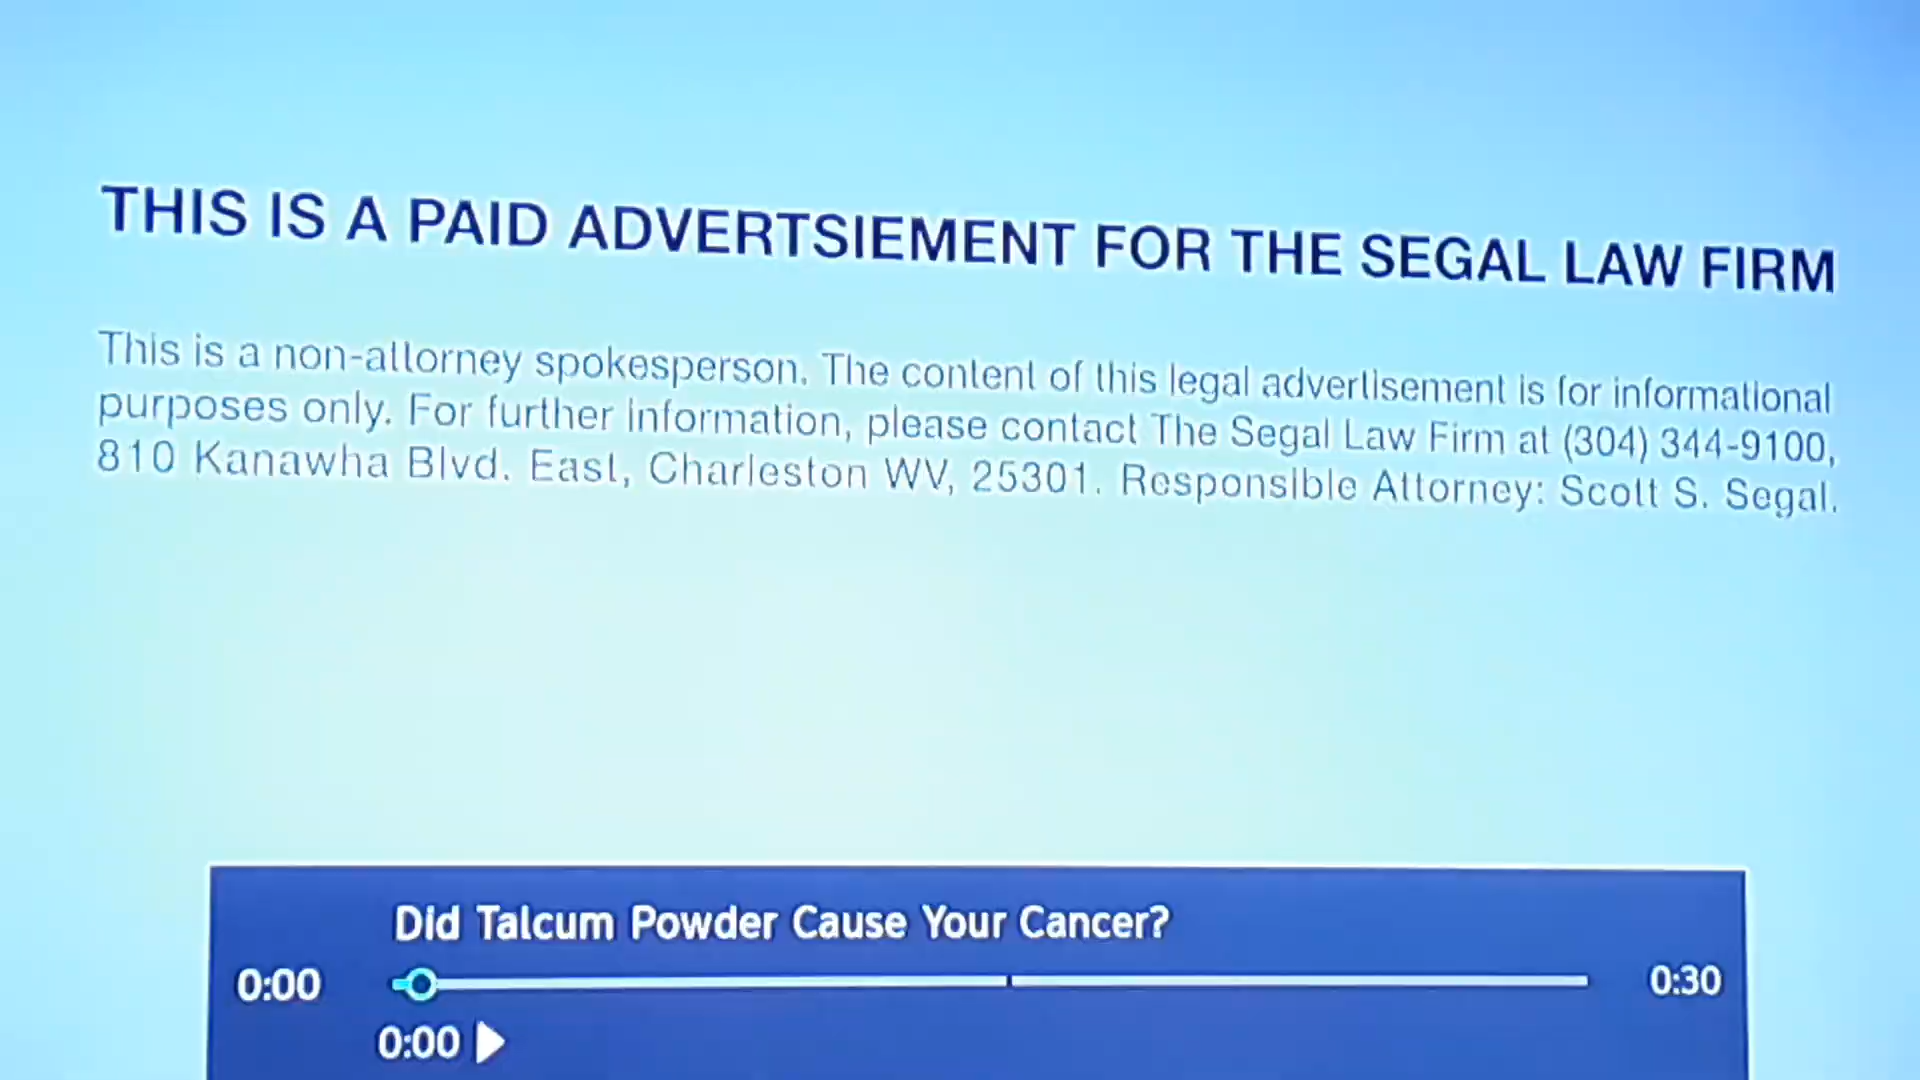 THIS IS A PAID ADVERTSIEMENT FOR THE SEGAL LAW FIRM
This is a non-attorney spokesperson. The content of this legal advertisement is for informational
purposes only. For further information, please contact The Segal Law Firm at (304) 344-9100,
810 Kanawha Blvd. East, Charleston WV, 25301. Responsible Attorney: Scott S. Segal.
Did Talcum Powder Cause Your Cancer?
0:00 0:30
0:00